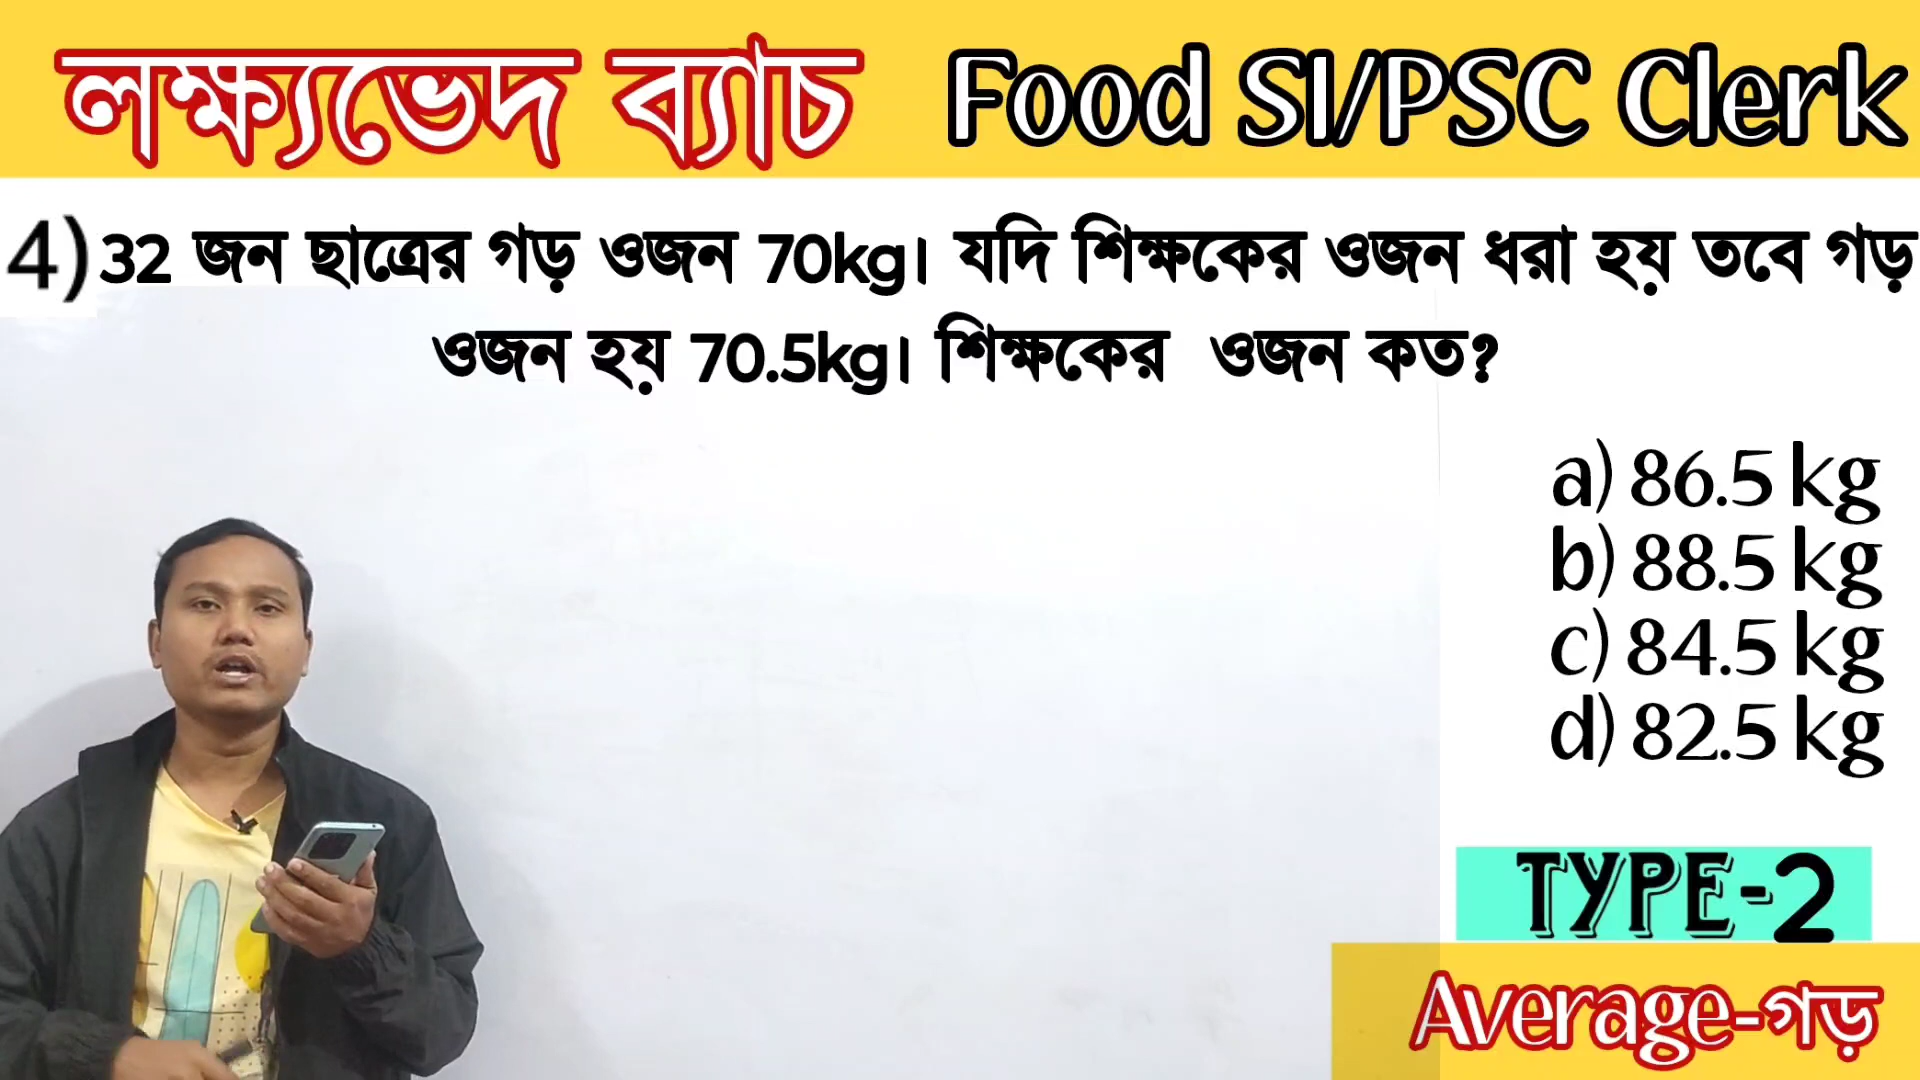 লক্ষ্যভেদ ব্যাচ Food SI/PSC Clerk
4) 32 জন ছাত্রের গড় ওজন 70kg। যদি শিক্ষকের ওজন ধরা হয় তবে গড়
ওজন হয় 70.5kg। শিক্ষকের ওজন কত?
a) 86.5 kg
b) 88.5 kg
c) 84.5 kg
d) 82.5 kg
TYPE-2
Average-গড়